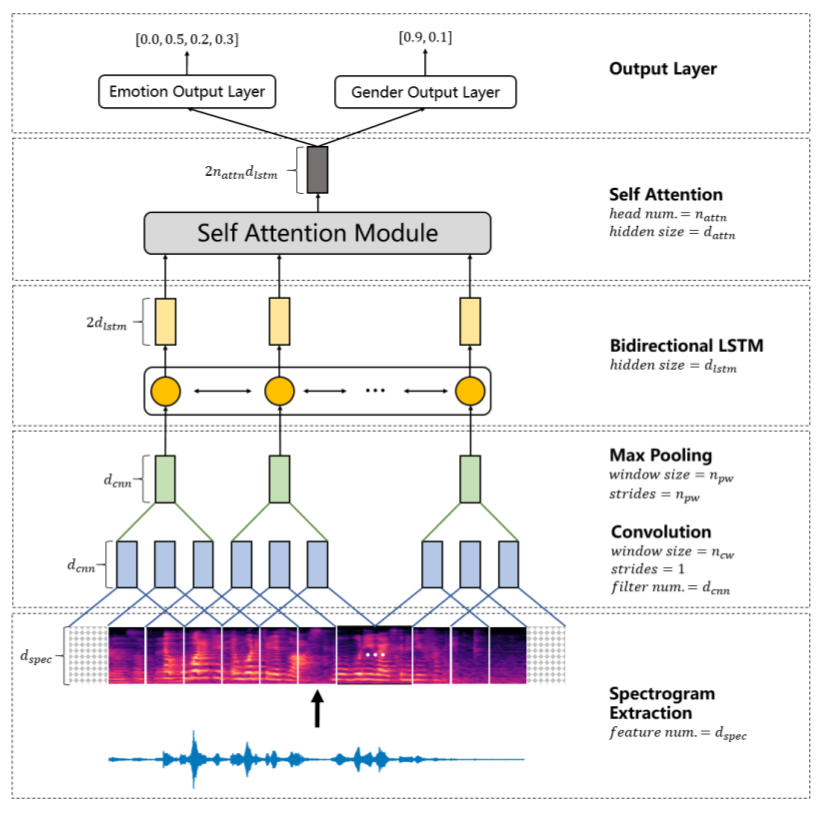 [0.0, 0.5, 0.2, 0.3]
[0.9, 0.1]
Emotion Output Layer
Gender Output Layer
Output Layer
2n_{attn}d_{lstm}
Self Attention Module
Self Attention
head num. = n_{attn}
hidden size = d_{attn}
2d_{lstm}
...
Bidirectional LSTM
hidden size = d_{lstm}
d_{cnn}
Max Pooling
window size = n_{pw}
strides = n_{pw}
d_{cnn}
Convolution
window size = n_{cw}
strides = 1
filter num. = d_{cnn}
d_{spec}
...
Spectrogram
Extraction
feature num. = d_{spec}